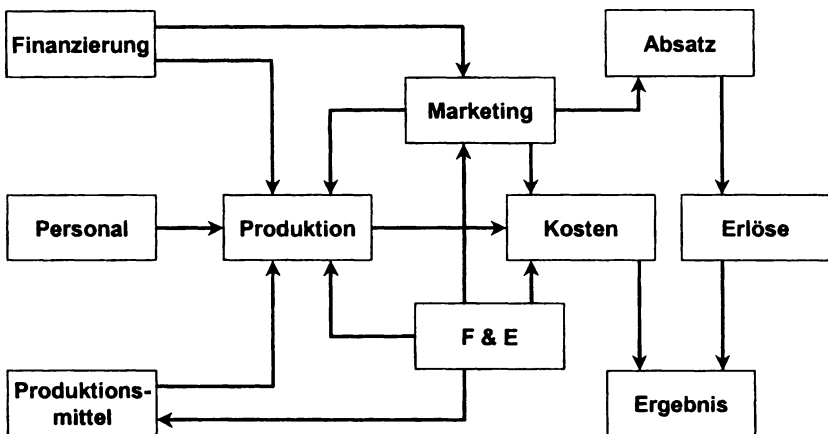 Finanzierung
Absatz
Marketing
Personal
Produktion
Kosten
Erlöse
F & E
Produktions-
mittel
Ergebnis